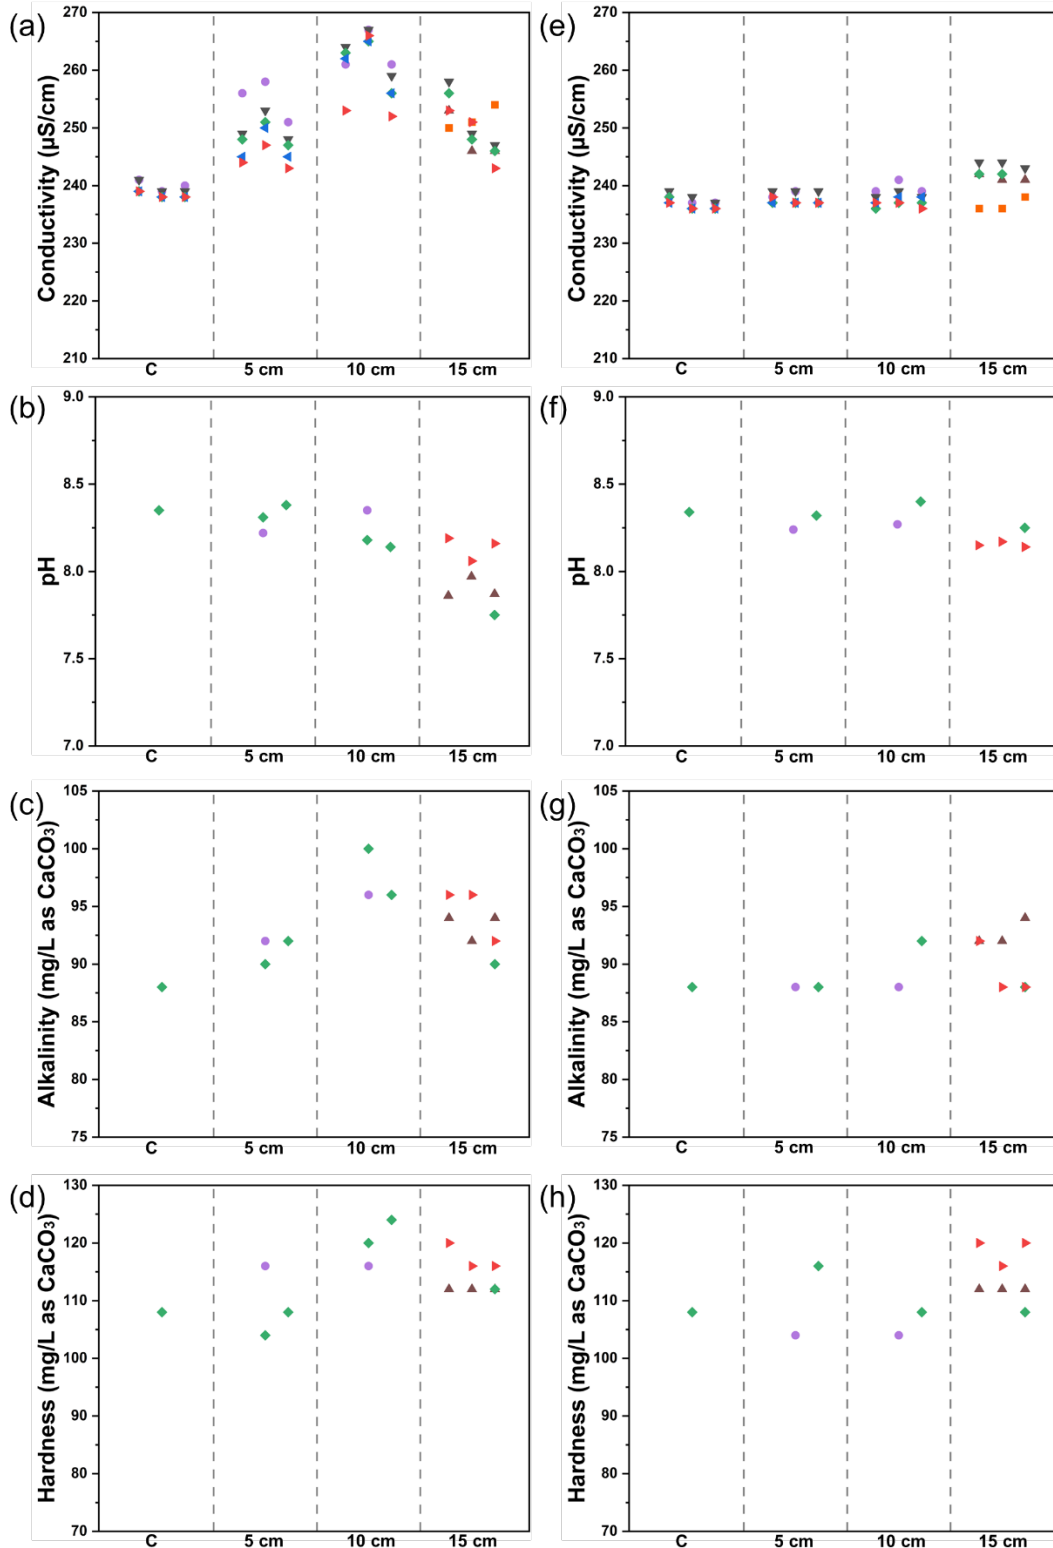 (a)
Conductivity (µS/cm)
270
260
250
240
230
220
210
C 5 cm 10 cm 15 cm
(e)
Conductivity (µS/cm)
270
260
250
240
230
220
210
C 5 cm 10 cm 15 cm
(b)
pH
9.0
8.5
8.0
7.5
7.0
C 5 cm 10 cm 15 cm
(f)
pH
9.0
8.5
8.0
7.5
7.0
C 5 cm 10 cm 15 cm
(c)
Alkalinity (mg/L as CaCO₃)
105
100
95
90
85
80
75
C 5 cm 10 cm 15 cm
(g)
Alkalinity (mg/L as CaCO₃)
105
100
95
90
85
80
75
C 5 cm 10 cm 15 cm
(d)
Hardness (mg/L as CaCO₃)
130
120
110
100
90
80
70
C 5 cm 10 cm 15 cm
(h)
Hardness (mg/L as CaCO₃)
130
120
110
100
90
80
70
C 5 cm 10 cm 15 cm